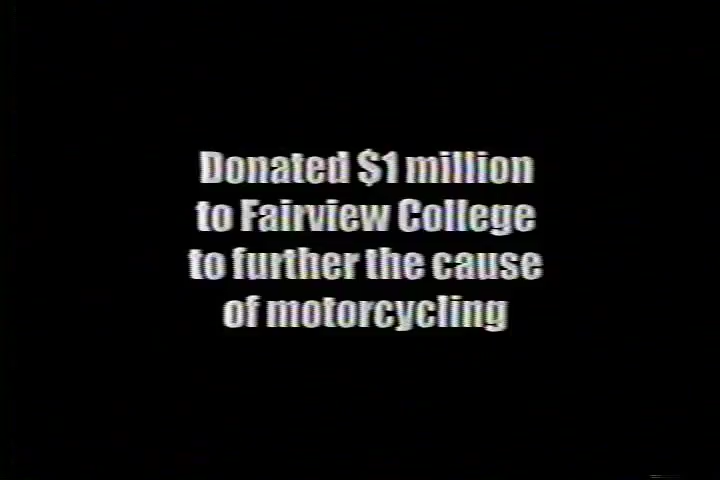 Donated $1 million
to Fairview College
to further the cause
of motorcycling